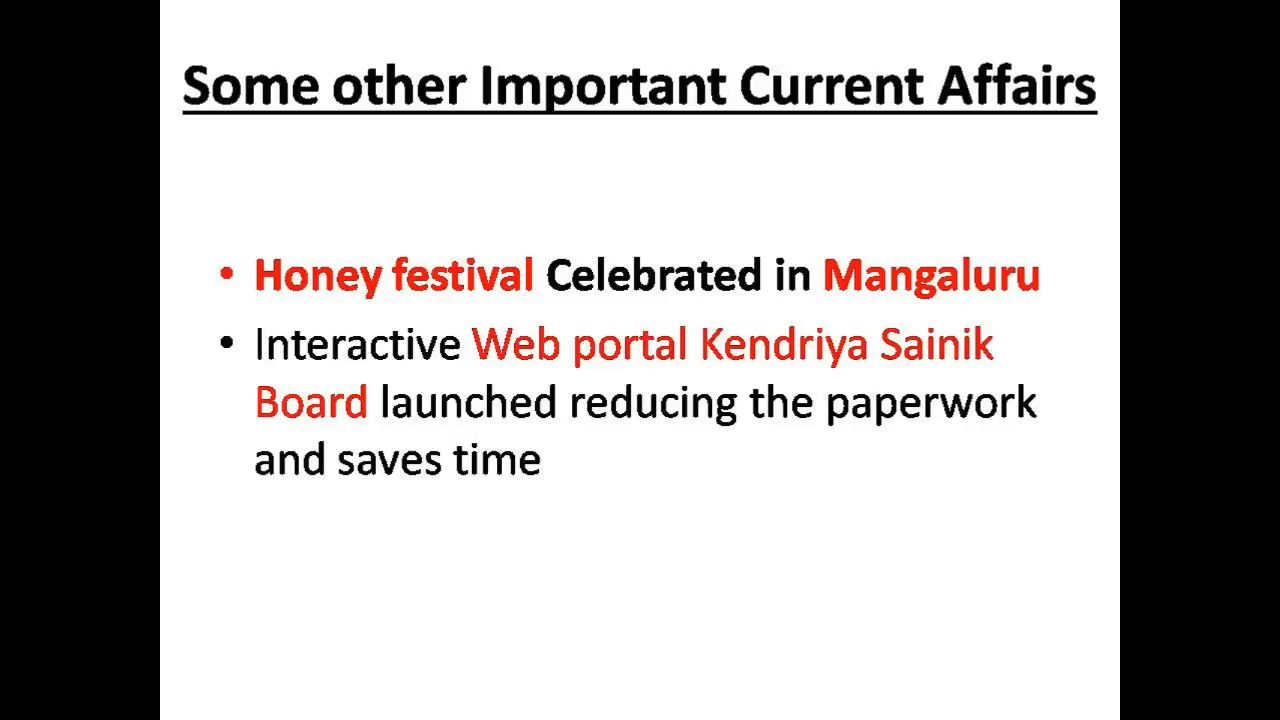 Some other Important Current Affairs
• Honey festival Celebrated in Mangaluru
• Interactive Web portal Kendriya Sainik
Board launched reducing the paperwork
and saves time